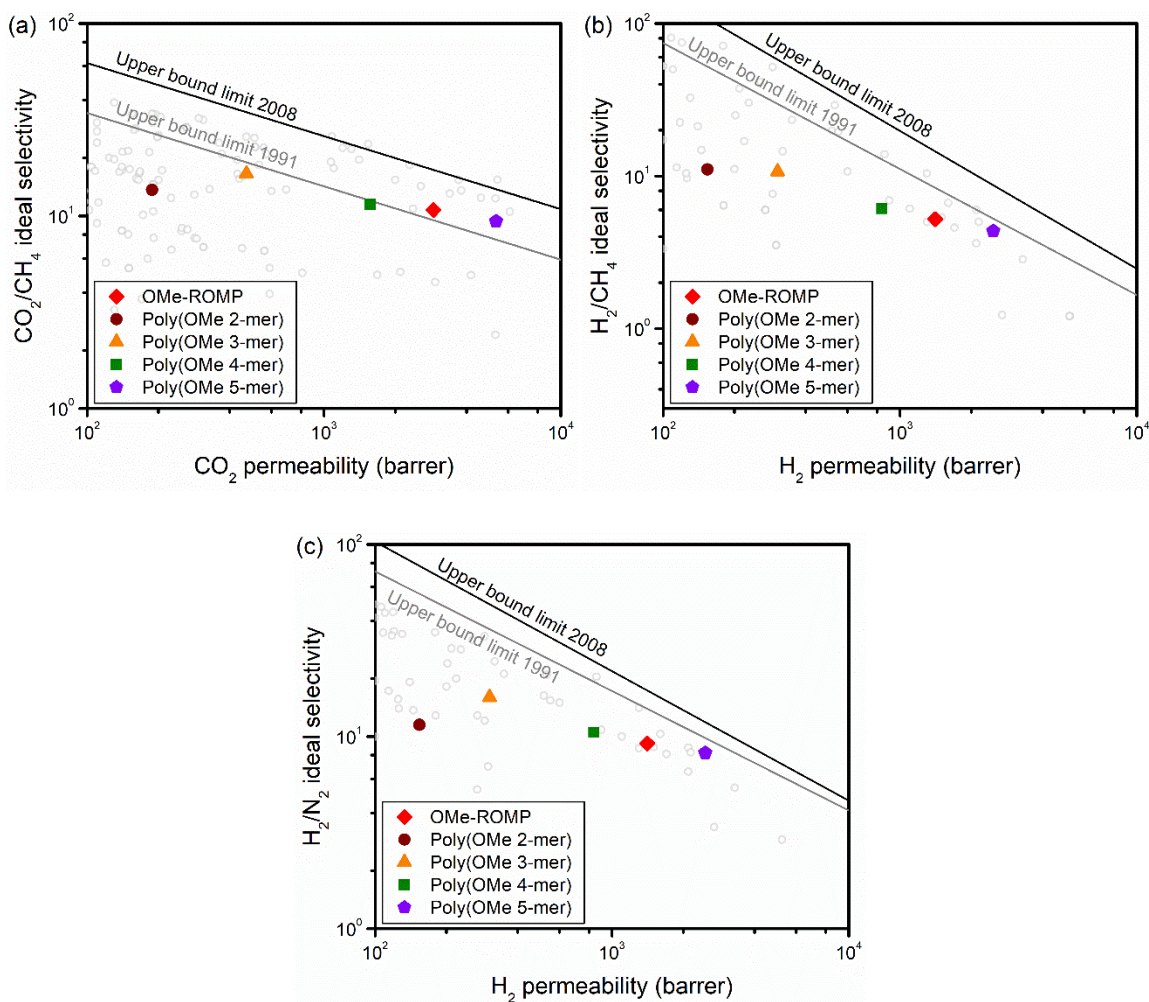 (a)
10²
10¹
10⁰
CO₂/CH₄ ideal selectivity
Upper bound limit 2008
Upper bound limit 1991
OMe-ROMP
Poly(OMe 2-mer)
Poly(OMe 3-mer)
Poly(OMe 4-mer)
Poly(OMe 5-mer)
10²
10³
10⁴
CO₂ permeability (barrer)
(b)
10²
10¹
10⁰
H₂/CH₄ ideal selectivity
Upper bound limit 2008
Upper bound limit 1991
OMe-ROMP
Poly(OMe 2-mer)
Poly(OMe 3-mer)
Poly(OMe 4-mer)
Poly(OMe 5-mer)
10²
10³
10⁴
H₂ permeability (barrer)
(c)
10²
10¹
10⁰
H₂/N₂ ideal selectivity
Upper bound limit 2008
Upper bound limit 1991
OMe-ROMP
Poly(OMe 2-mer)
Poly(OMe 3-mer)
Poly(OMe 4-mer)
Poly(OMe 5-mer)
10²
10³
10⁴
H₂ permeability (barrer)